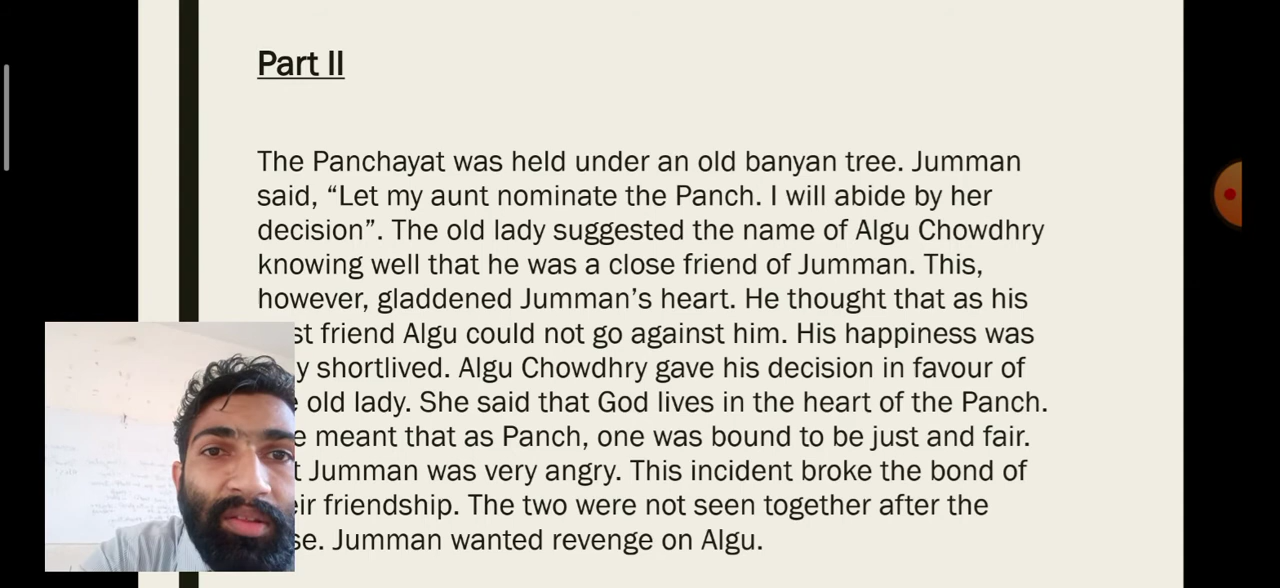 Part II
The Panchayat was held under an old banyan tree. Jumman
said, “Let my aunt nominate the Panch. I will abide by her
decision”. The old lady suggested the name of Algu Chowdhry
knowing well that he was a close friend of Jumman. This,
however, gladdened Jumman’s heart. He thought that as his
friend Algu could not go against him. His happiness was
shortlived. Algu Chowdhry gave his decision in favour of
old lady. She said that God lives in the heart of the Panch.
meant that as Panch, one was bound to be just and fair.
Jumman was very angry. This incident broke the bond of
friendship. The two were not seen together after the
Jumman wanted revenge on Algu.